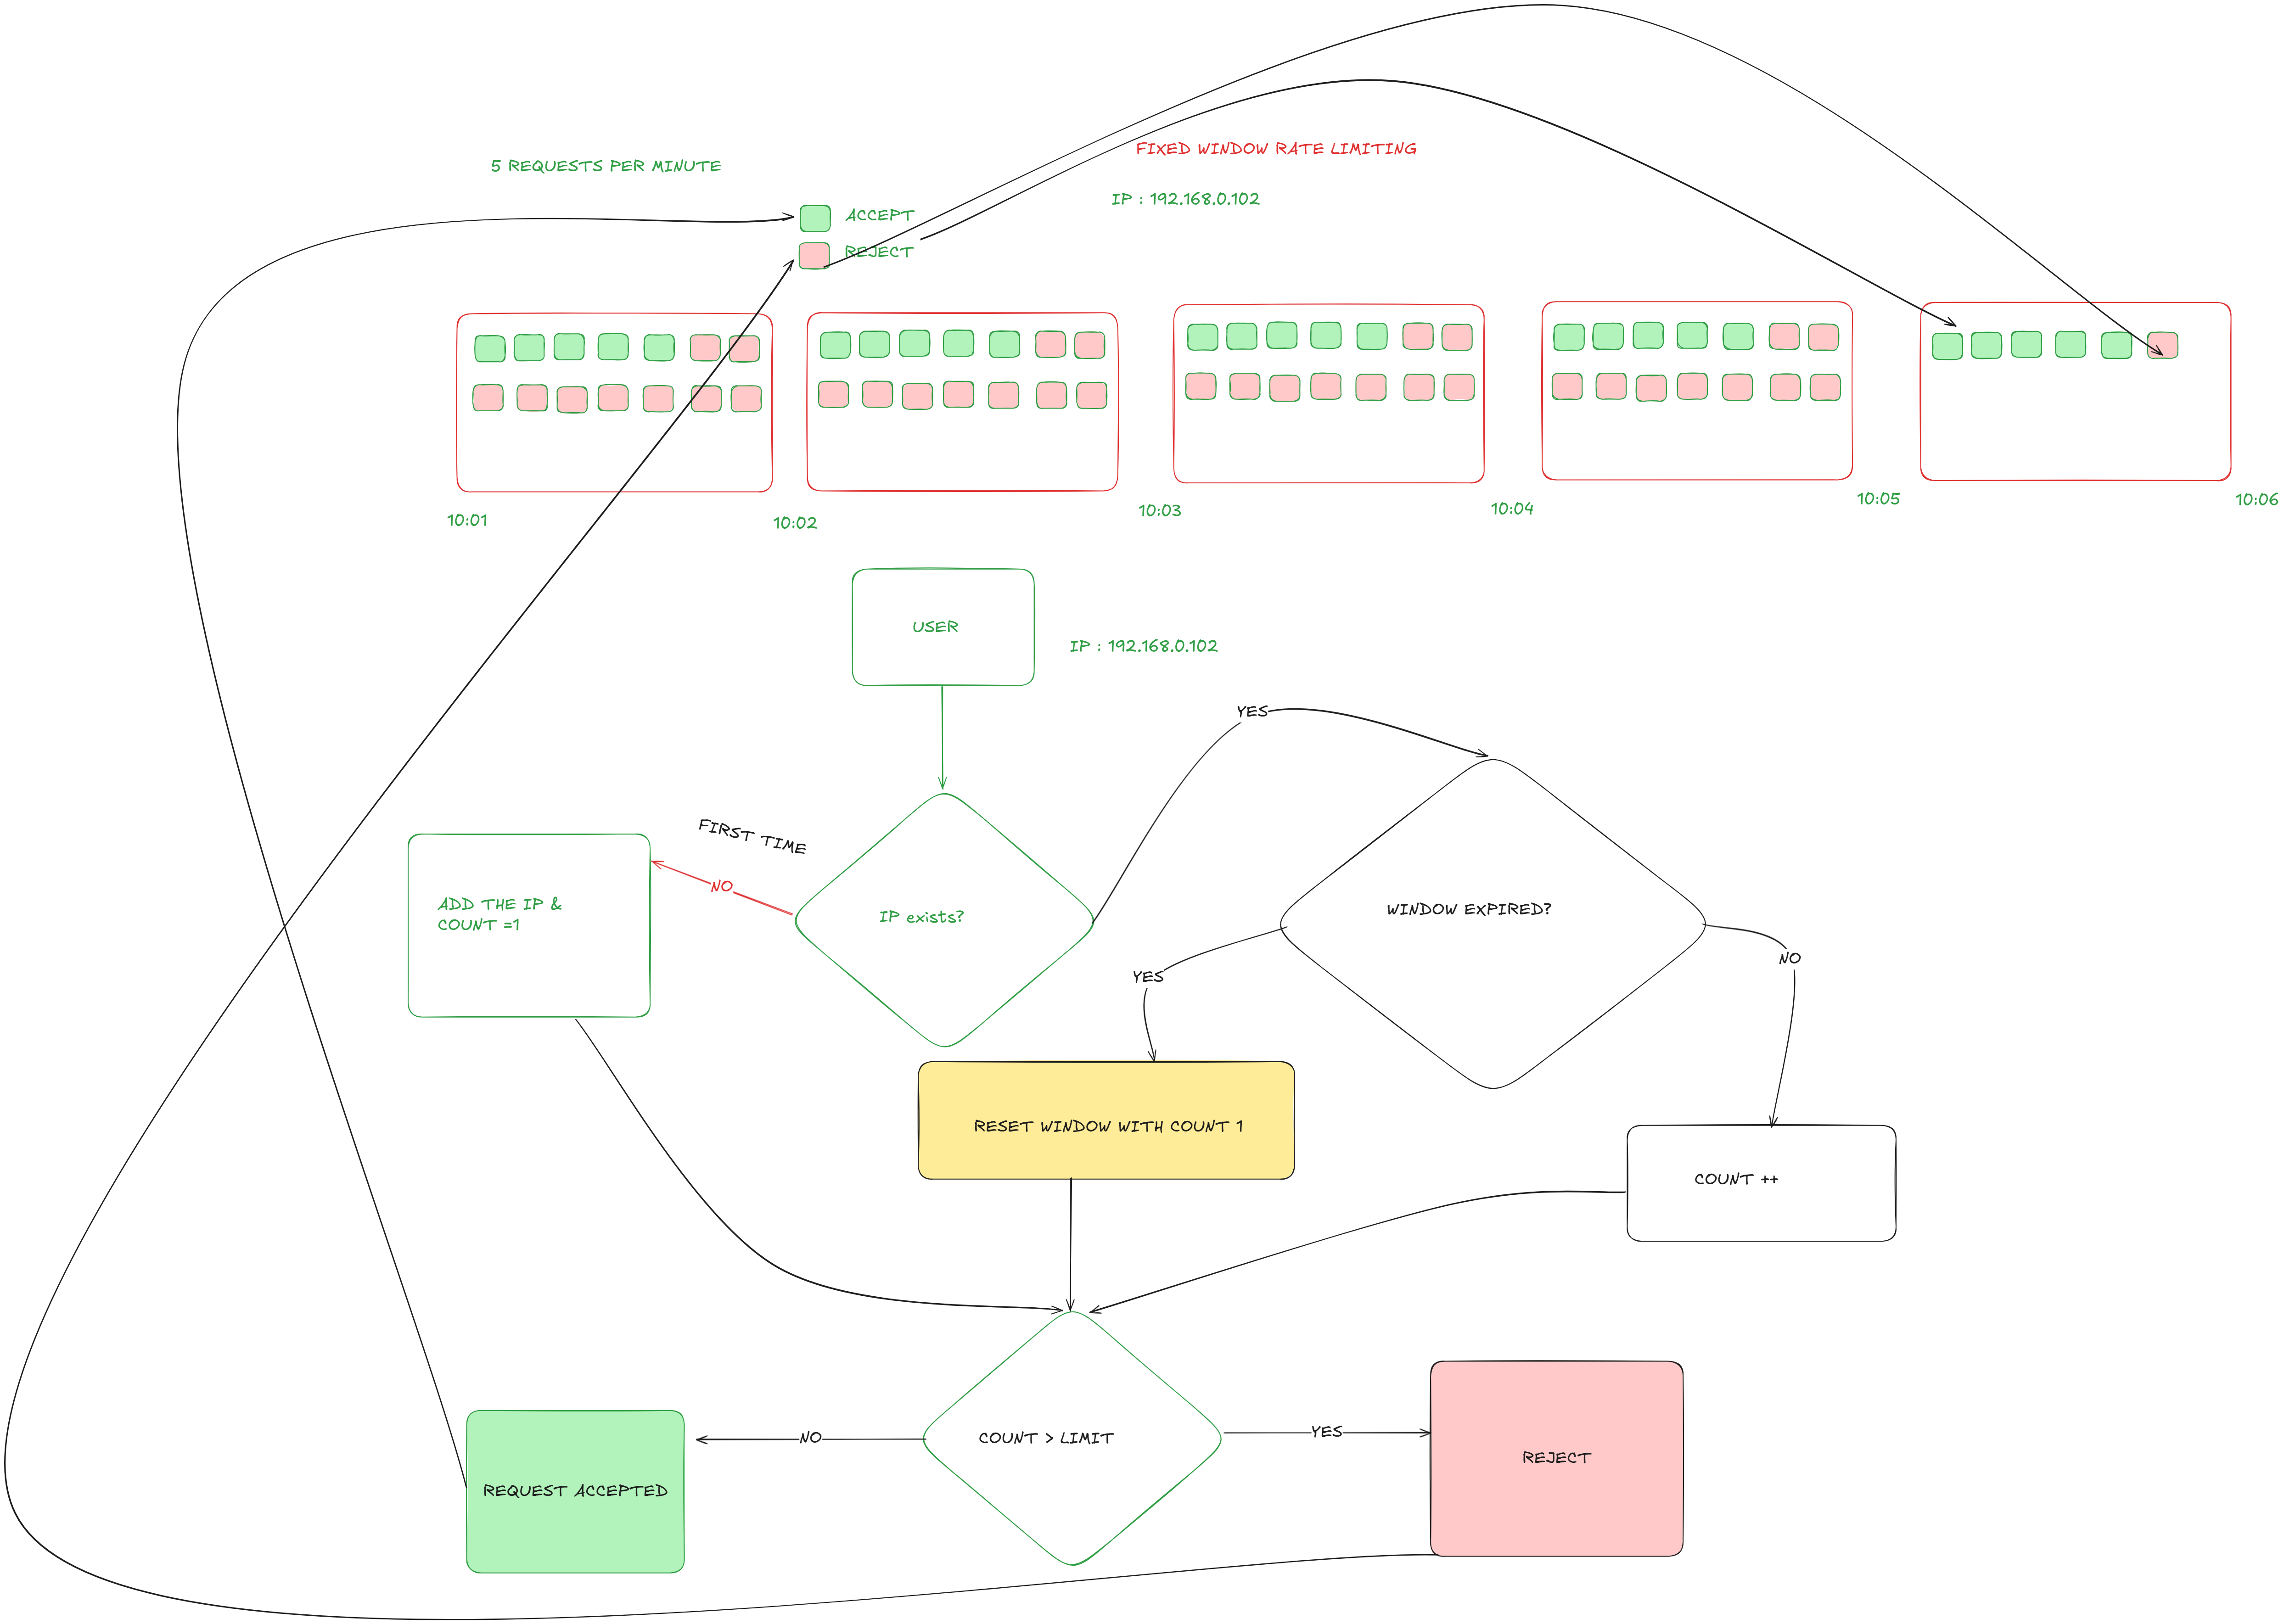 FIXED WINDOW RATE LIMITING
5 REQUESTS PER MINUTE
IP : 192.168.0.102
ACCEPT
REJECT
10:01
10:02
10:03
10:04
10:05
10:06
USER
IP : 192.168.0.102
YES
FIRST TIME
NO
IP exists?
WINDOW EXPIRED?
ADD THE IP &
COUNT =1
YES
NO
RESET WINDOW WITH COUNT 1
COUNT ++
COUNT > LIMIT
NO
YES
REJECT
REQUEST ACCEPTED